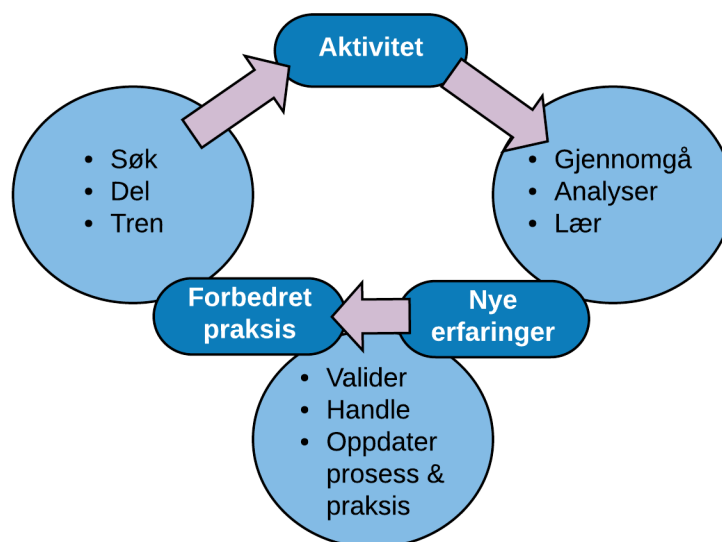 Aktivitet
• Søk
• Del
• Tren
• Gjennomgå
• Analyser
• Lær
Forbedret
praksis
Nye
erfaringer
• Valider
• Handle
• Oppdater
prosess &
praksis